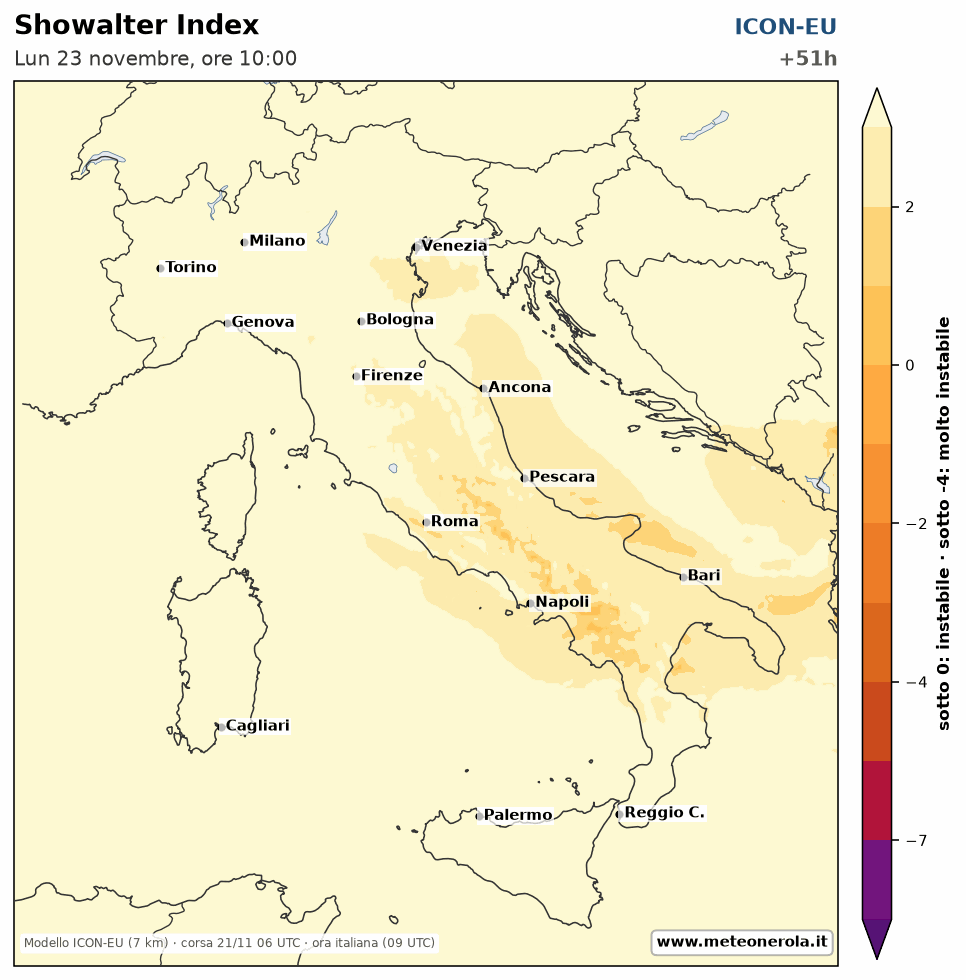 Showalter Index
ICON-EU
Lun 23 novembre, ore 10:00
+51h
Milano
Venezia
Torino
Genova
Bologna
Firenze
Ancona
Pescara
Roma
Bari
Napoli
Cagliari
Palermo
Reggio C.
2
0
−2
−4
−7
sotto 0: instabile · sotto -4: molto instabile
Modello ICON-EU (7 km) · corsa 21/11 06 UTC · ora italiana (09 UTC)
www.meteonerola.it